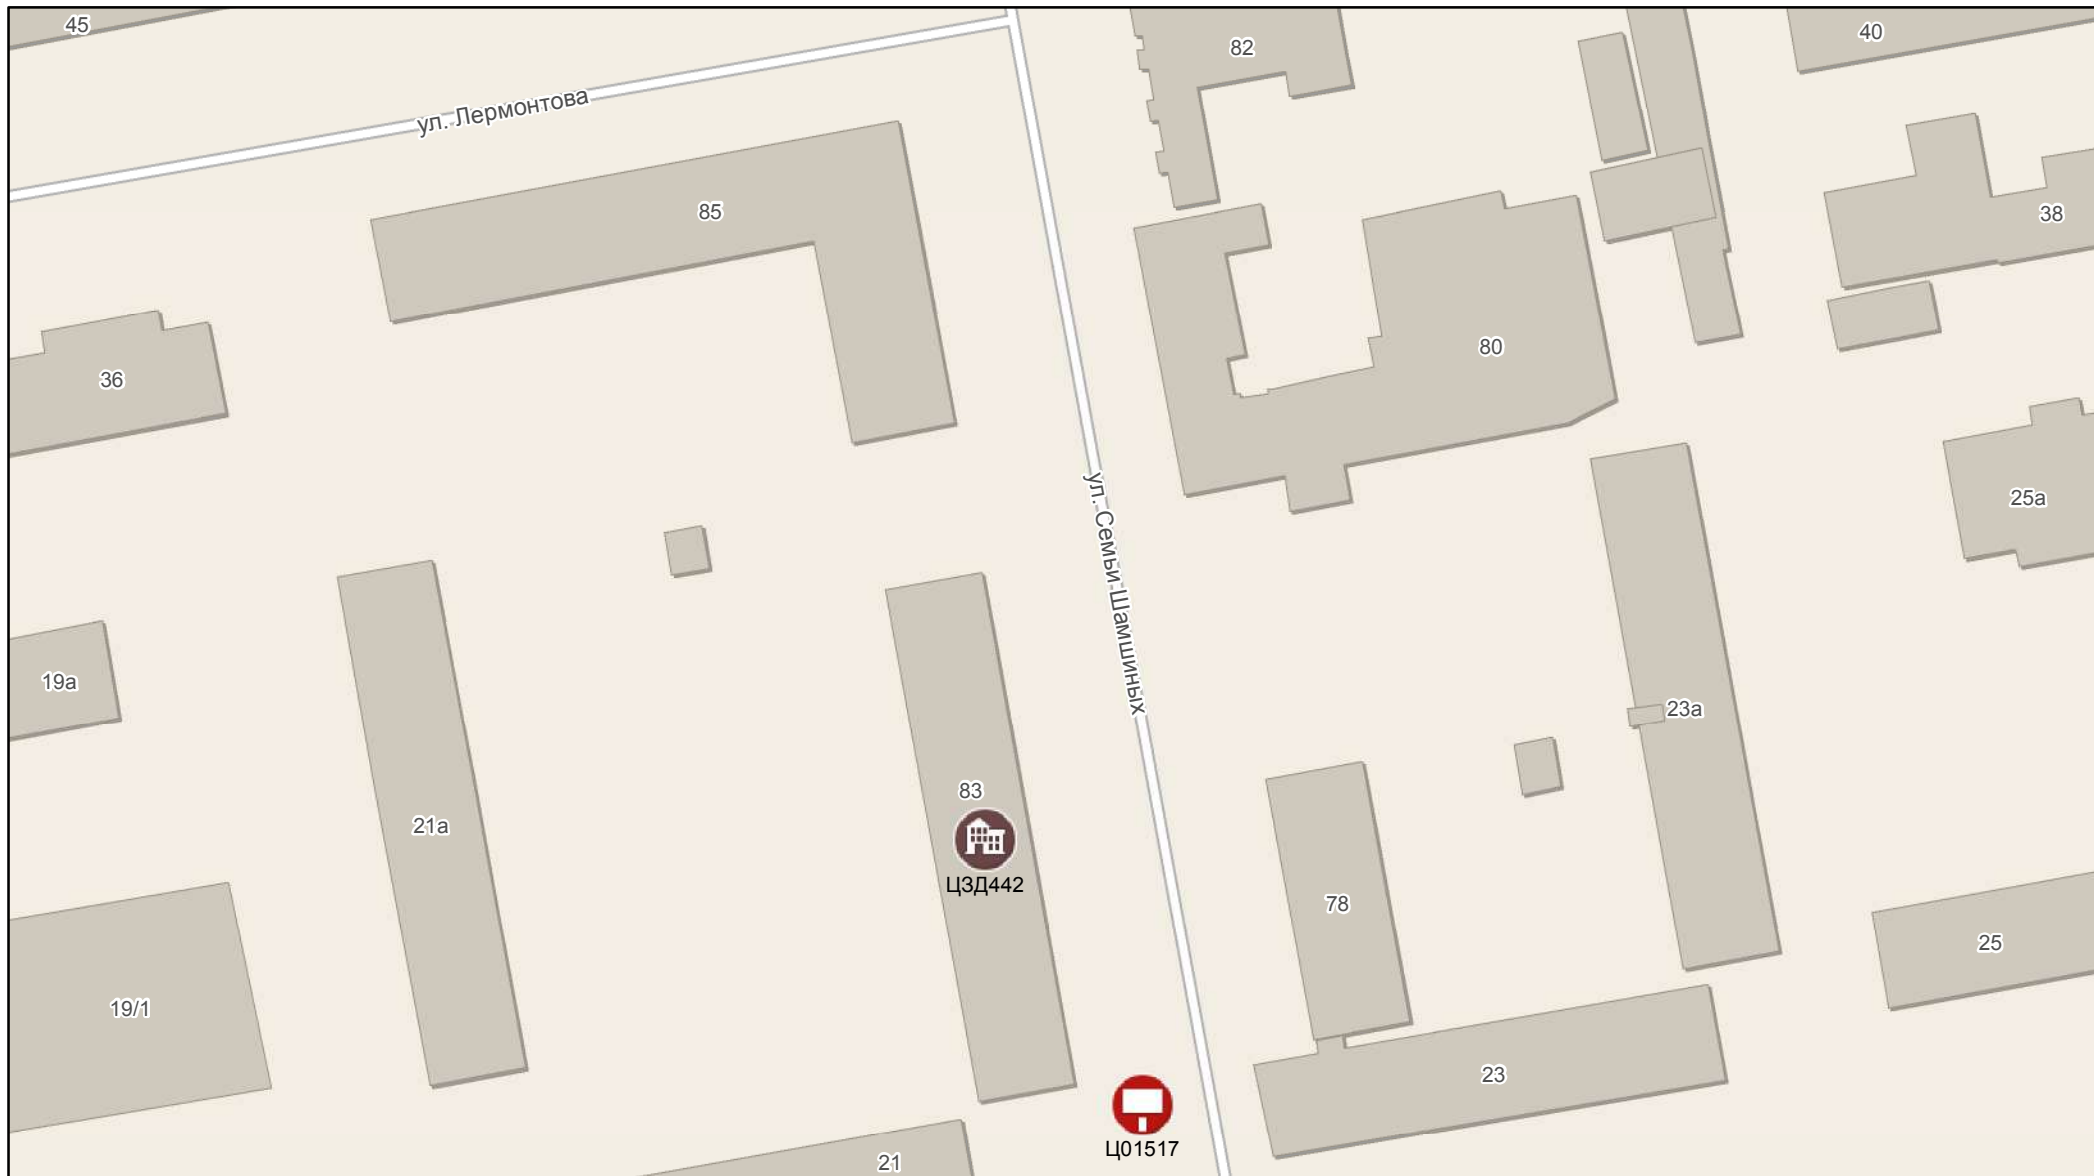 45
82
40
ул. Лермонтова
85
38
36
80
25а
ул. Семьи Шамшиных
19а
23а
83
21а
ЦЗД442
78
25
19/1
23
Ц01517
21